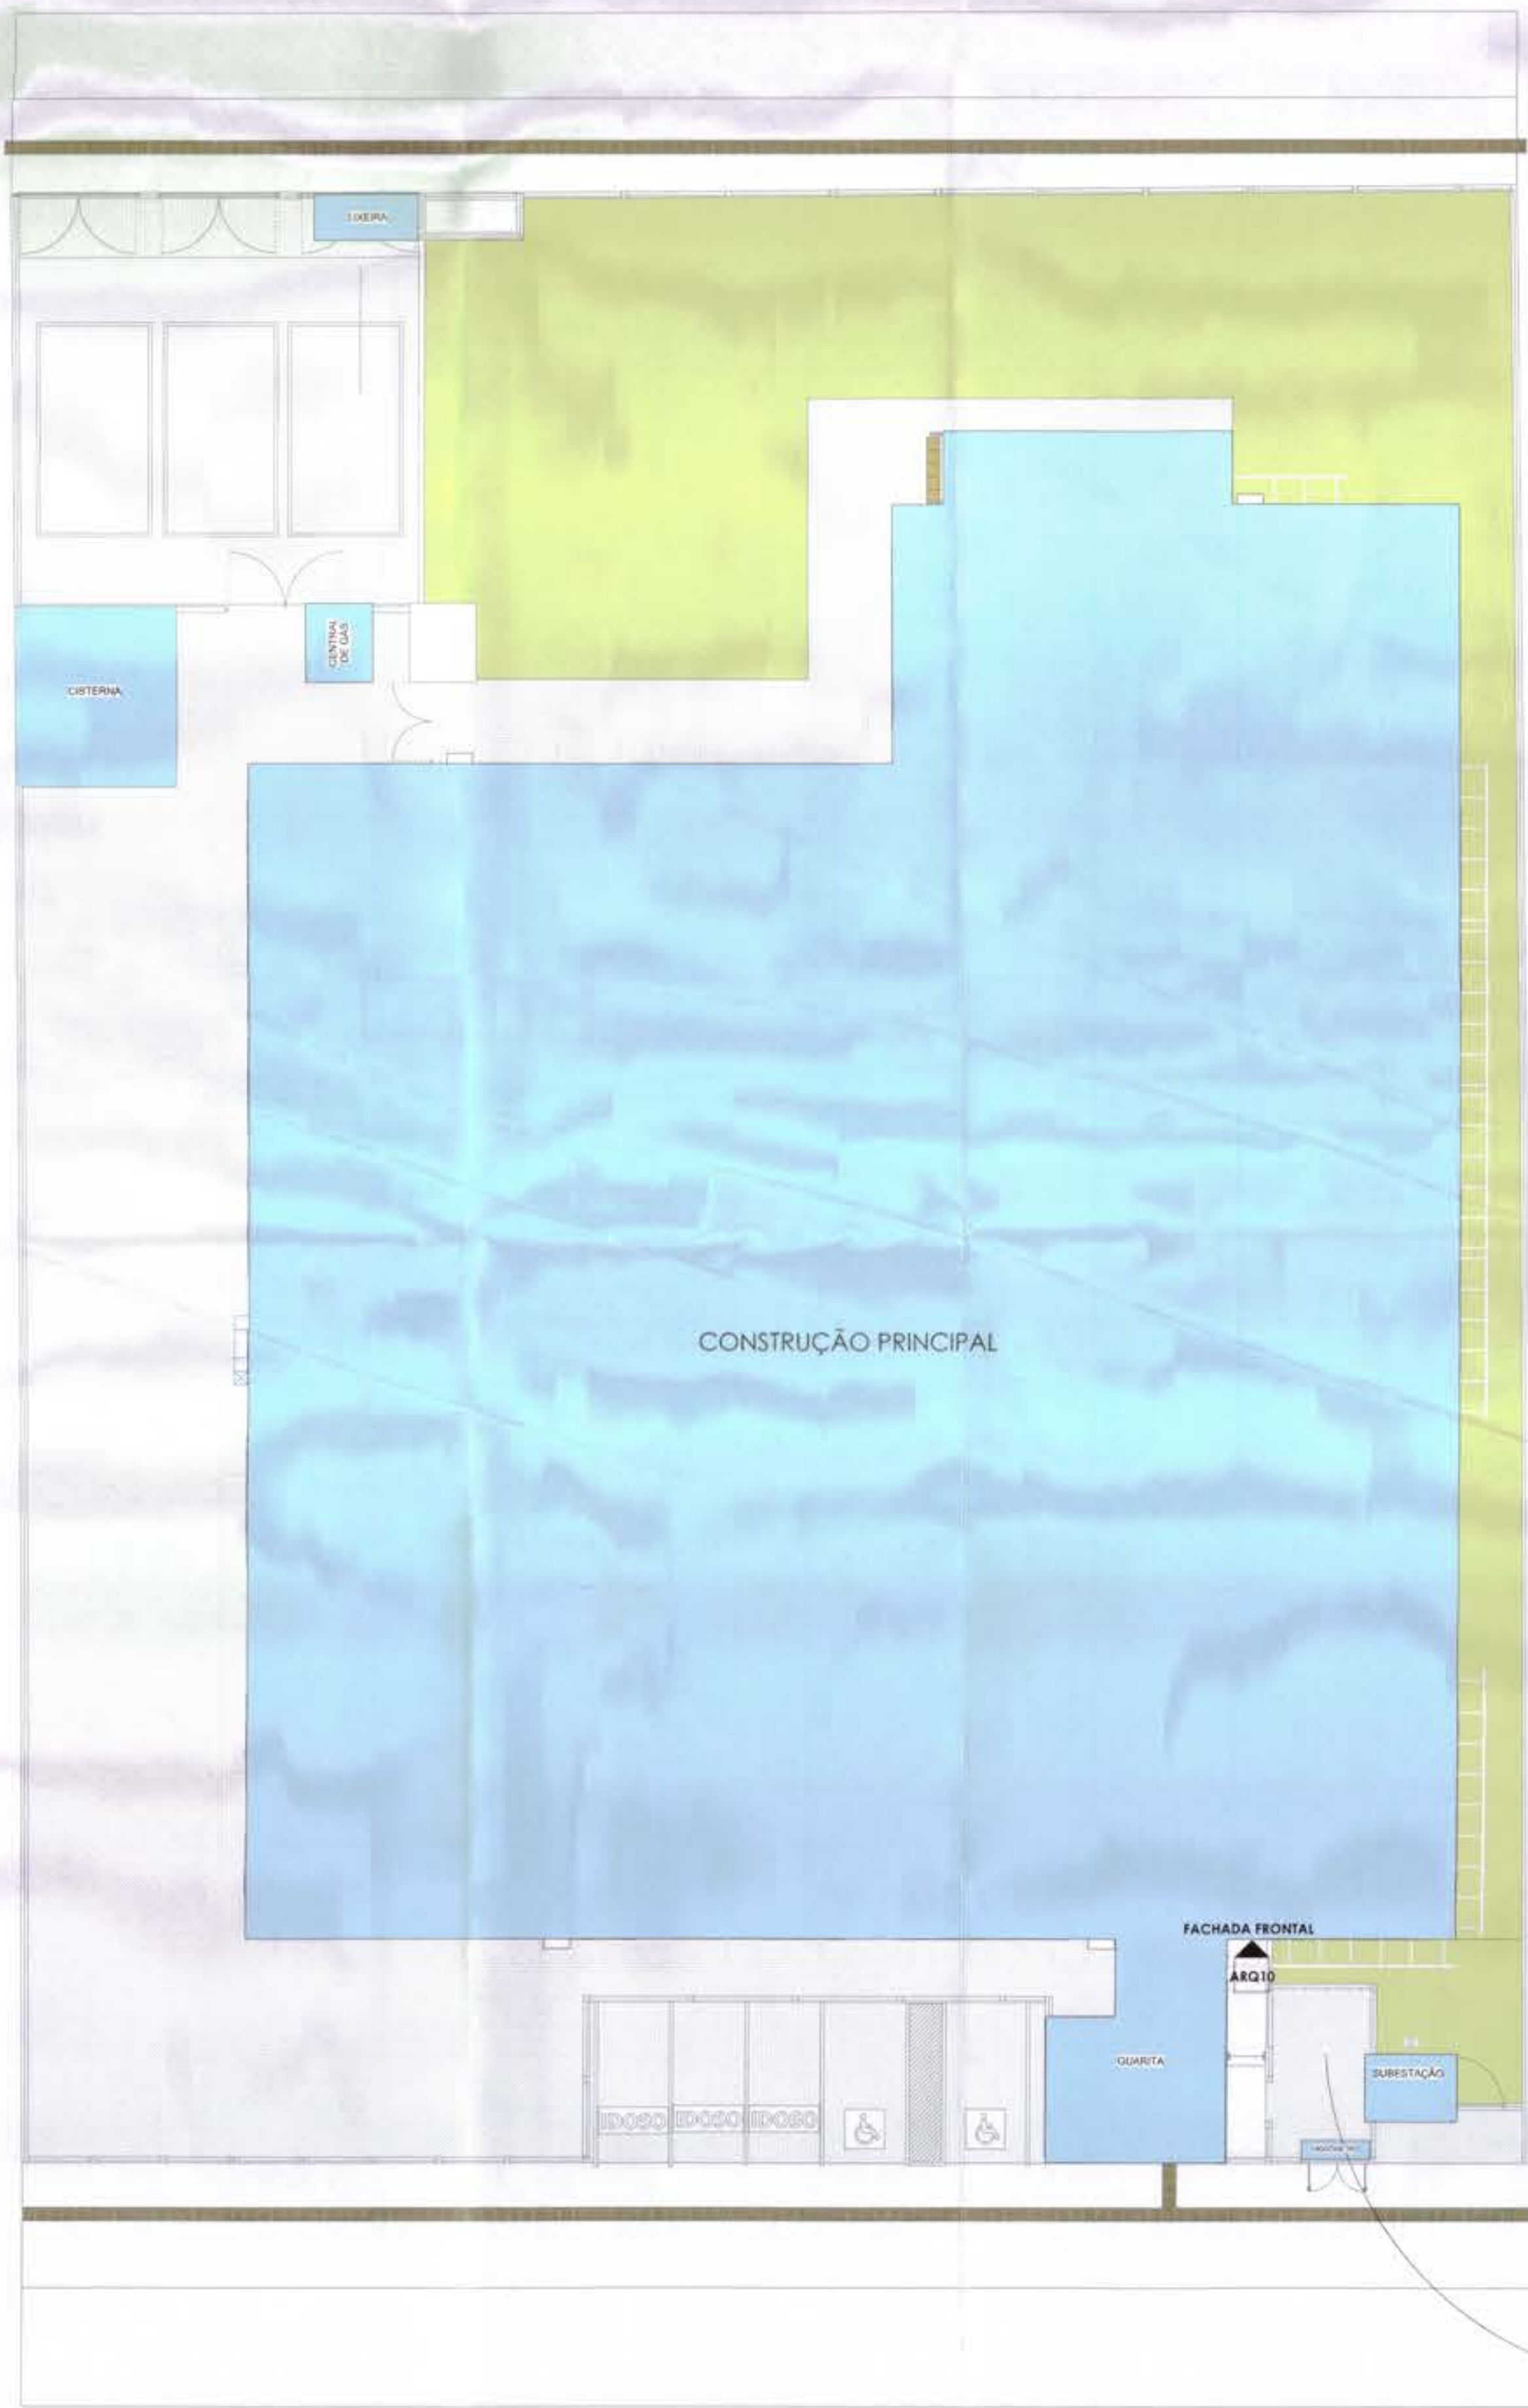 LIXEIRA
CENTRAL
DE GÁS
CISTERNA
CONSTRUÇÃO PRINCIPAL
FACHADA FRONTAL
ARQ10
GUARITA
SUBESTAÇÃO
IDOSO IDOSO IDOSO